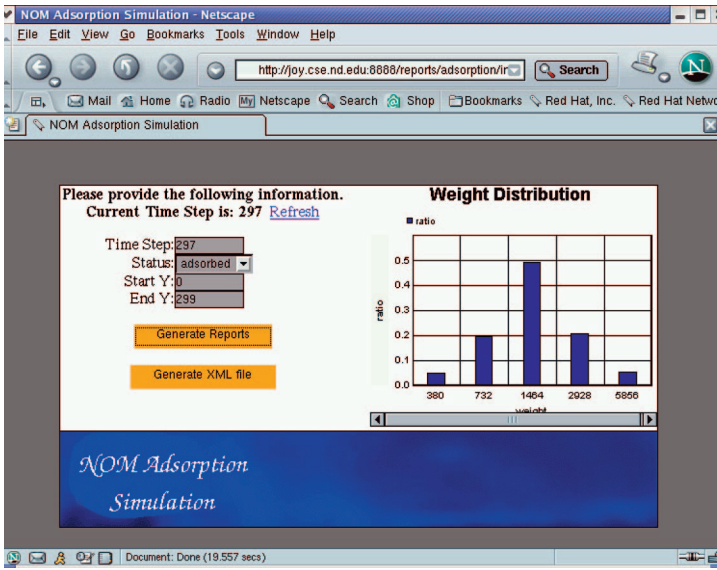 NOM Adsorption Simulation - Netscape
File Edit View Go Bookmarks Tools Window Help
http://joy.cse.nd.edu:8888/reports/adsorption/in
Search
N
Mail Home Radio My Netscape Search Shop Bookmarks Red Hat, Inc. Red Hat Netwo
NOM Adsorption Simulation
Please provide the following information.
Current Time Step is: 297 Refresh
Time Step: 297
Status: adsorbed
Start Y: 0
End Y: 299
Generate Reports
Generate XML file
Weight Distribution
ratio
ratio
0.5
0.4
0.3
0.2
0.1
0.0
380 732 1464 2928 5856
weight
NOM Adsorption
Simulation
Document: Done (19.557 secs)